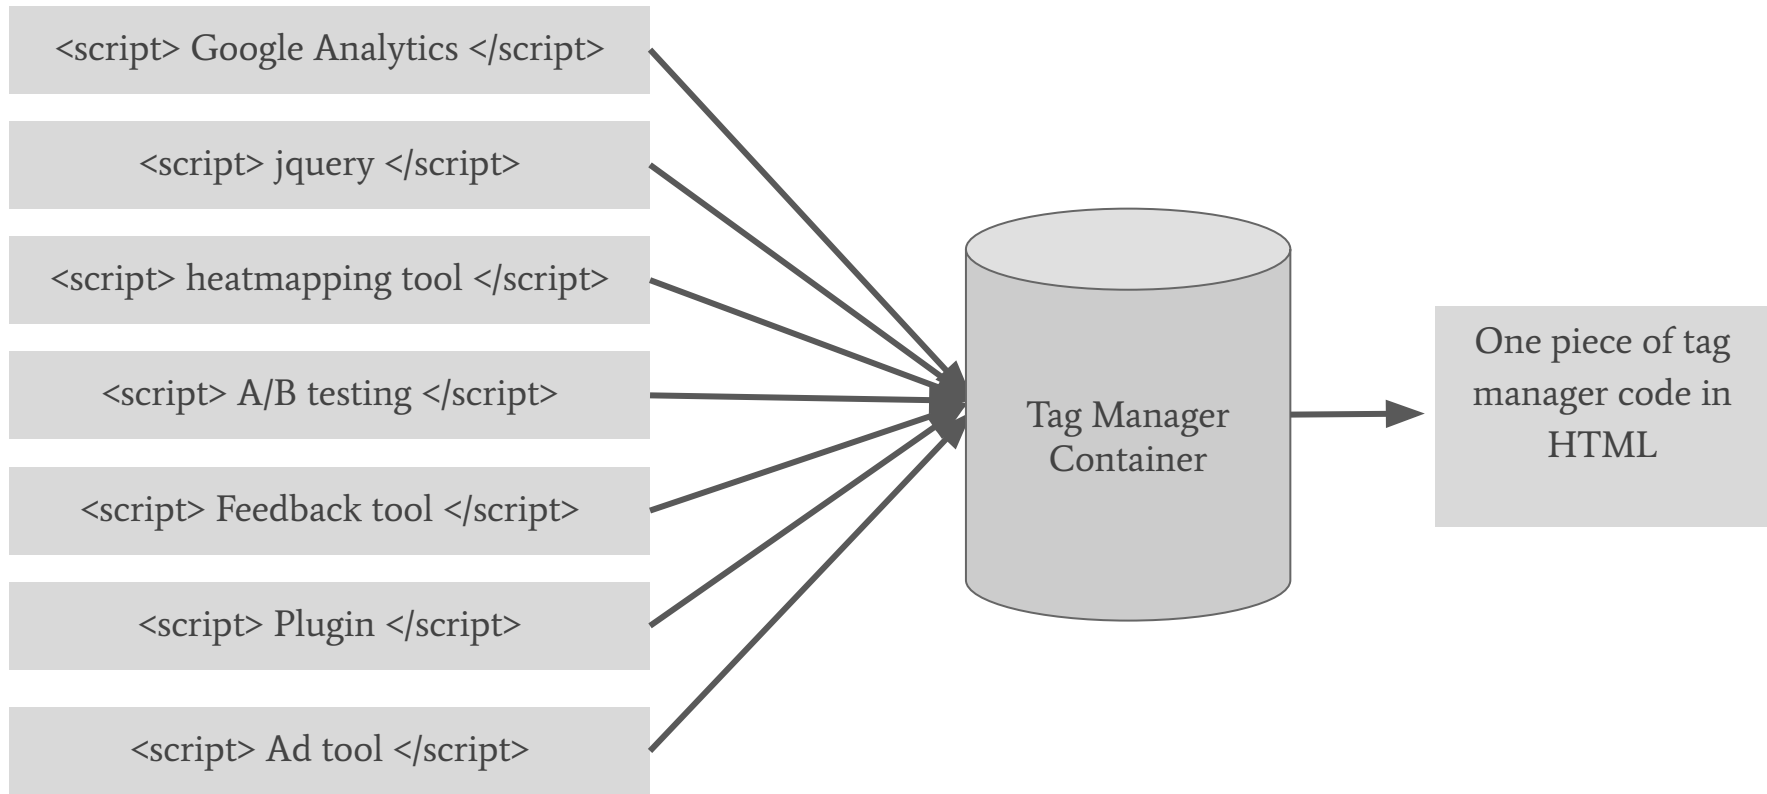 <script> Google Analytics </script>
<script> jquery </script>
<script> heatmapping tool </script>
<script> A/B testing </script>
<script> Feedback tool </script>
<script> Plugin </script>
<script> Ad tool </script>
Tag Manager
Container
One piece of tag
manager code in
HTML